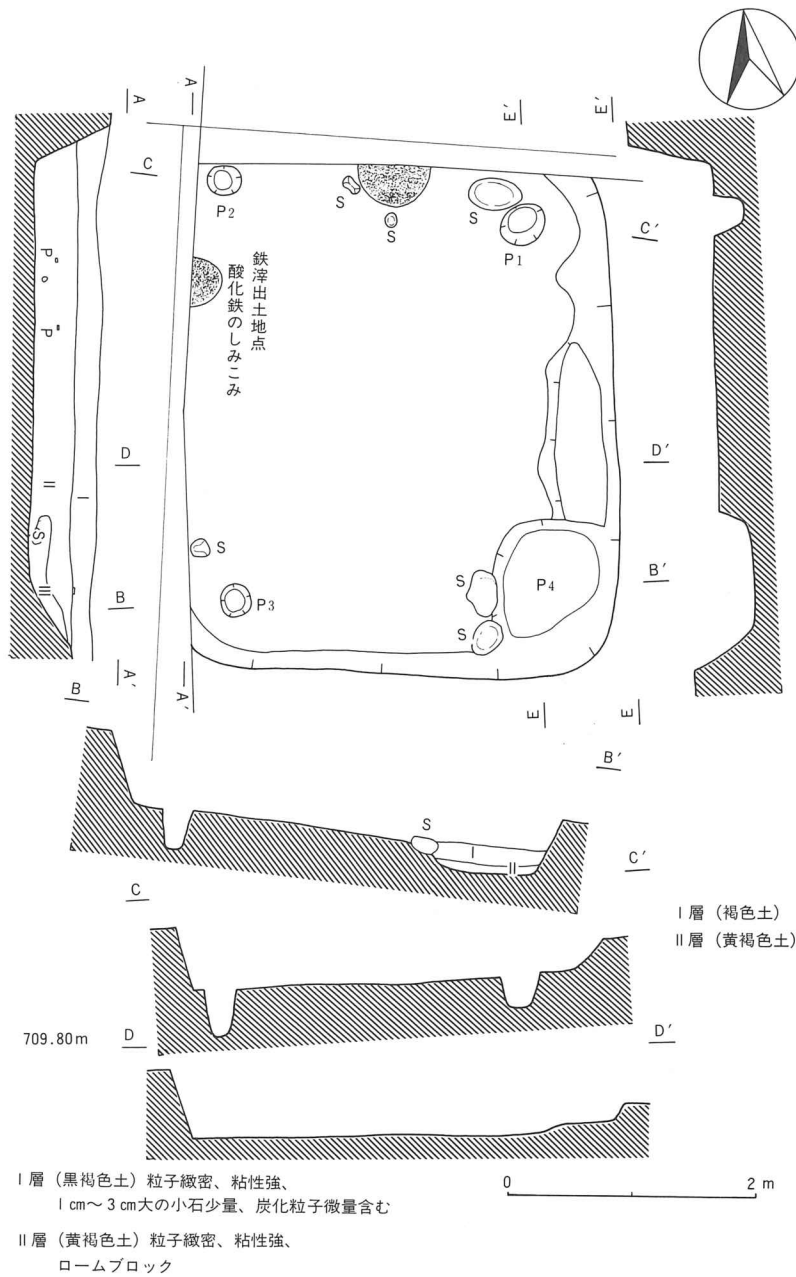 A
A
E'
E'
C
P2
S
S
S
P1
C'
鉄滓出土地点
酸化鉄のしみこみ
P
P
D
D'
II
I
(S)
III
S
B
P3
S
P4
B'
S
A'
A'
E
E
B
B'
S
I
II
C
C'
I層(褐色土)
II層(黄褐色土)
709.80m
D
D'
I層(黒褐色土)粒子緻密、粘性強、
1cm〜3cm大の小石少量、炭化粒子微量含む
0
2 m
II層(黄褐色土)粒子緻密、粘性強、
ロームブロック